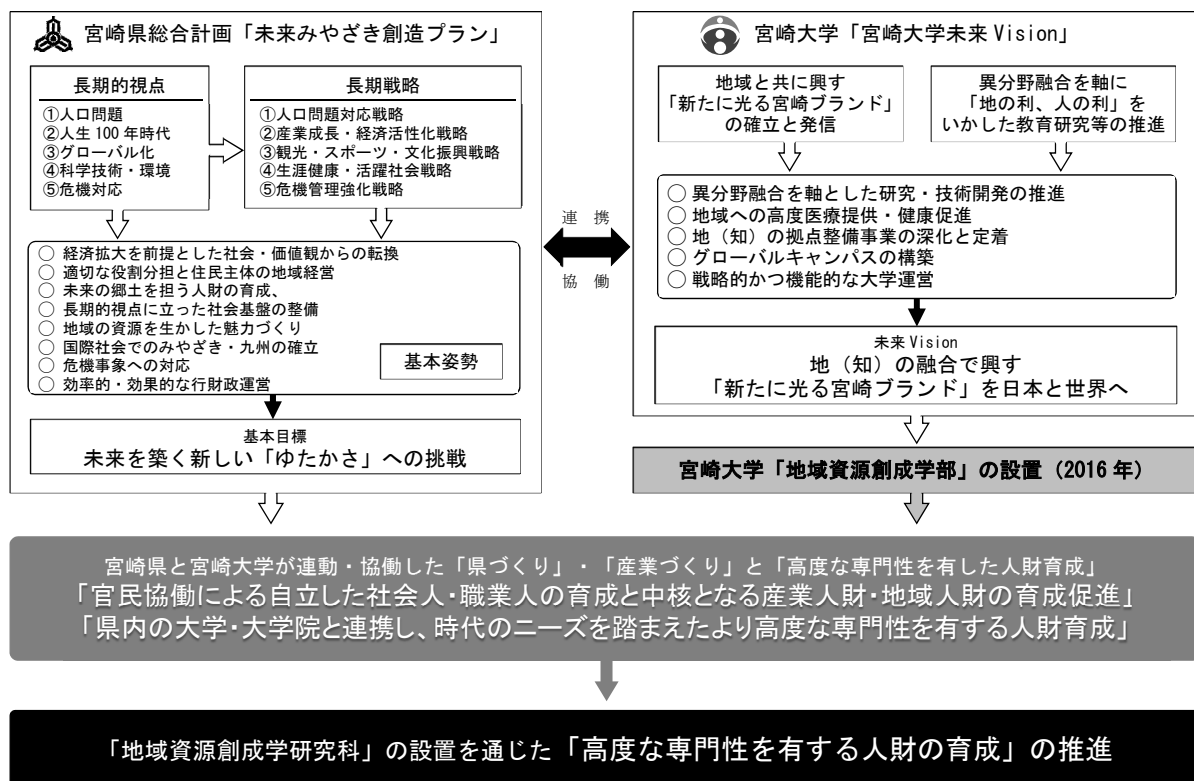 宮崎県総合計画「未来みやざき創造プラン」
長期的視点
①人口問題
②人生100年時代
③グローバル化
④科学技術・環境
⑤危機対応
長期戦略
①人口問題対応戦略
②産業成長・経済活性化戦略
③観光・スポーツ・文化振興戦略
④生涯健康・活躍社会戦略
⑤危機管理強化戦略
○ 経済拡大を前提とした社会・価値観からの転換
○ 適切な役割分担と住民主体の地域経営
○ 未来の郷土を担う人財の育成、
○ 長期的視点に立った社会基盤の整備
○ 地域の資源を生かした魅力づくり
○ 国際社会でのみやざき・九州の確立
○ 危機事象への対応
○ 効率的・効果的な行財政運営
基本姿勢
基本目標
未来を築く新しい「ゆたかさ」への挑戦
連 携
協 働
宮崎大学「宮崎大学未来 Vision」
地域と共に興す
「新たに光る宮崎ブランド」
の確立と発信
異分野融合を軸に
「地の利、人の利」を
いかした教育研究等の推進
○ 異分野融合を軸とした研究・技術開発の推進
○ 地域への高度医療提供・健康促進
○ 地（知）の拠点整備事業の深化と定着
○ グローバルキャンパスの構築
○ 戦略的かつ機能的な大学運営
未来 Vision
地（知）の融合で興す
「新たに光る宮崎ブランド」を日本と世界へ
宮崎大学「地域資源創成学部」の設置（2016 年）
宮崎県と宮崎大学が連動・協働した「県づくり」・「産業づくり」と「高度な専門性を有した人財育成」
「官民協働による自立した社会人・職業人の育成と中核となる産業人財・地域人財の育成促進」
「県内の大学・大学院と連携し、時代のニーズを踏まえたより高度な専門性を有する人財育成」
「地域資源創成学研究科」の設置を通じた「高度な専門性を有する人財の育成」の推進